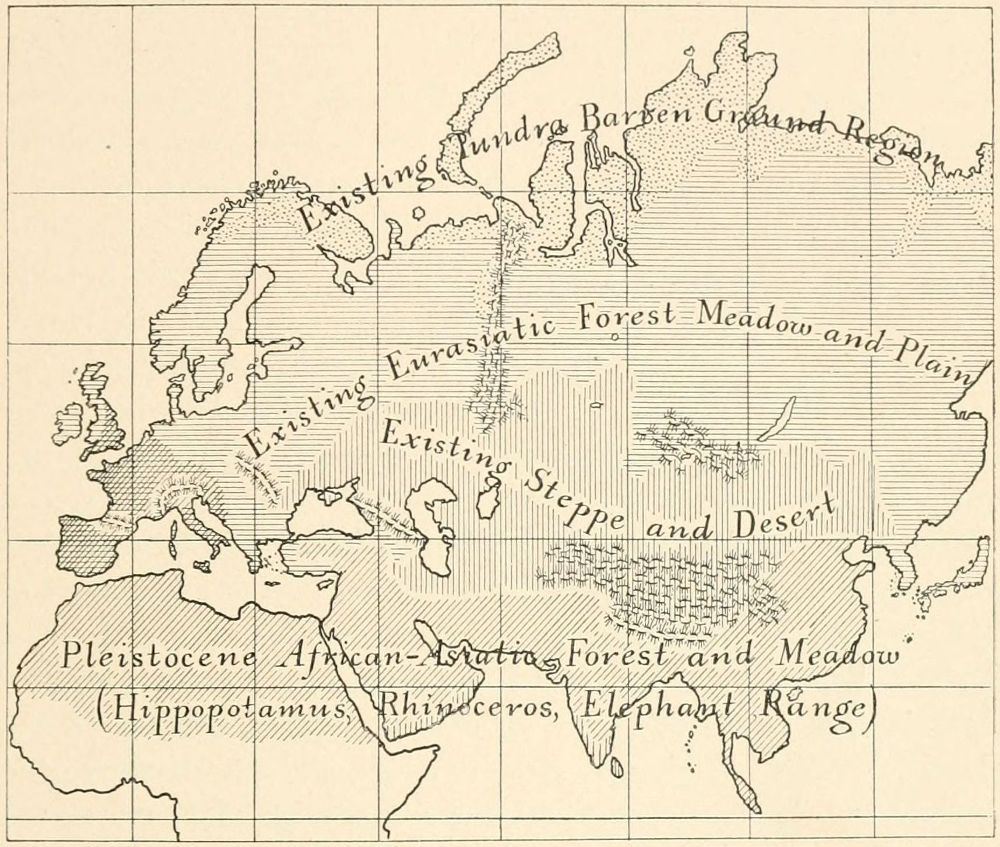 Existing Tundra Barren Ground Region
Existing Eurasiatic Forest Meadow and Plain
Existing Steppe and Desert
Pleistocene African-Asiatic Forest and Meadow
(Hippopotamus, Rhinoceros, Elephant Range)